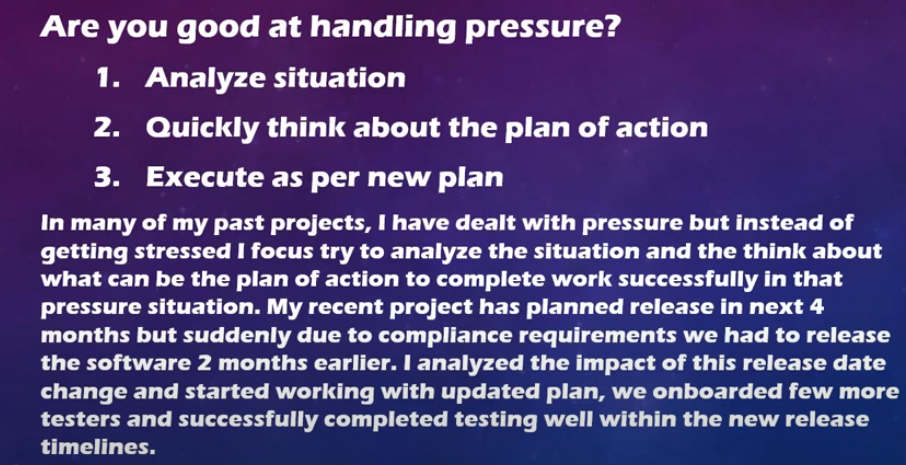 Are you good at handling pressure?
1. Analyze situation
2. Quickly think about the plan of action
3. Execute as per new plan
In many of my past projects, I have dealt with pressure but instead of
getting stressed I focus try to analyze the situation and the think about
what can be the plan of action to complete work successfully in that
pressure situation. My recent project has planned release in next 4
months but suddenly due to compliance requirements we had to release
the software 2 months earlier. I analyzed the impact of this release date
change and started working with updated plan, we onboarded few more
testers and successfully completed testing well within the new release
timelines.